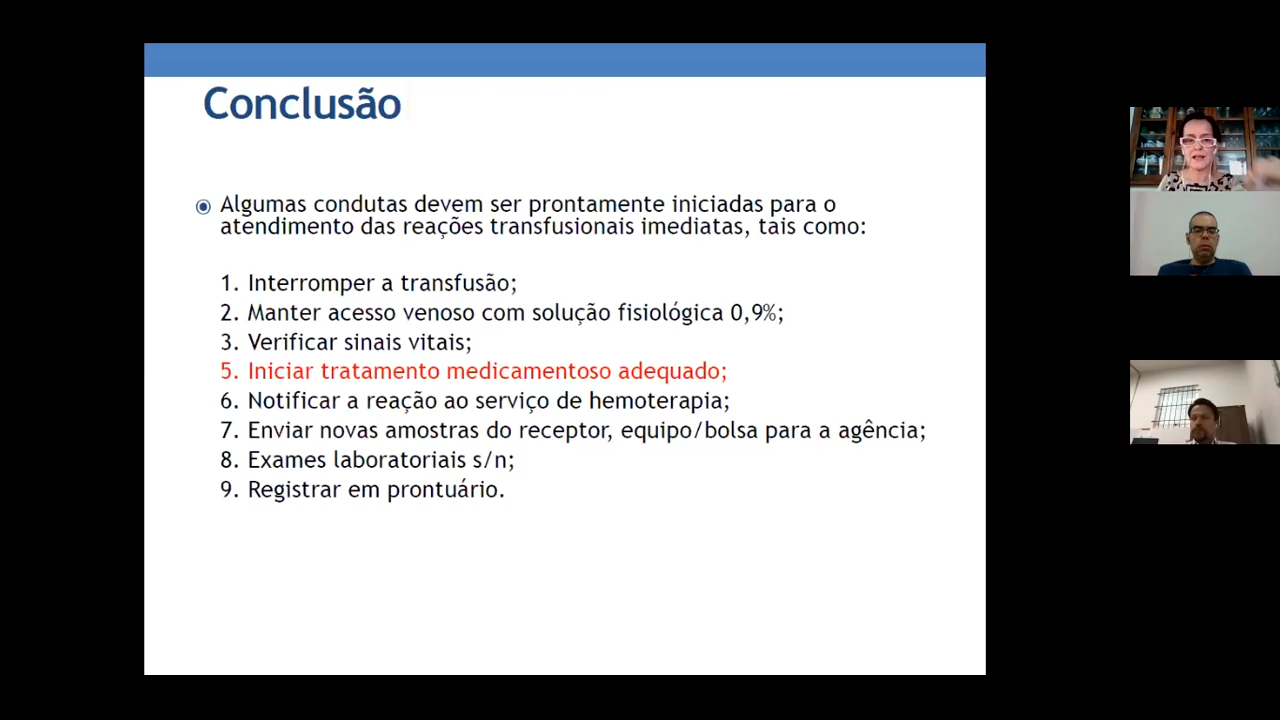 Conclusão
Algumas condutas devem ser prontamente iniciadas para o
atendimento das reações transfusionais imediatas, tais como:
1. Interromper a transfusão;
2. Manter acesso venoso com solução fisiológica 0,9%;
3. Verificar sinais vitais;
5. Iniciar tratamento medicamentoso adequado;
6. Notificar a reação ao serviço de hemoterapia;
7. Enviar novas amostras do receptor, equipo/bolsa para a agência;
8. Exames laboratoriais s/n;
9. Registrar em prontuário.